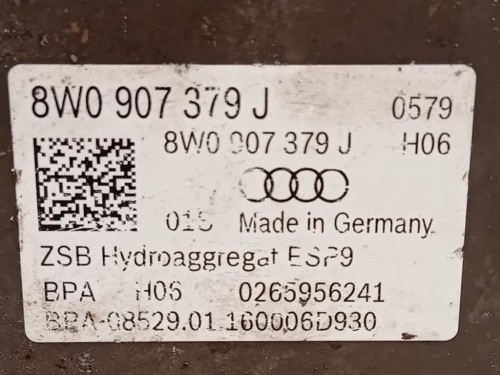 8W0 907 379 J 0579
8W0 907 379 J H06
01S Made in Germany
ZSB Hydroaggregat ESP9
BPA H06 0265956241
BPA-08529.01 160006D930